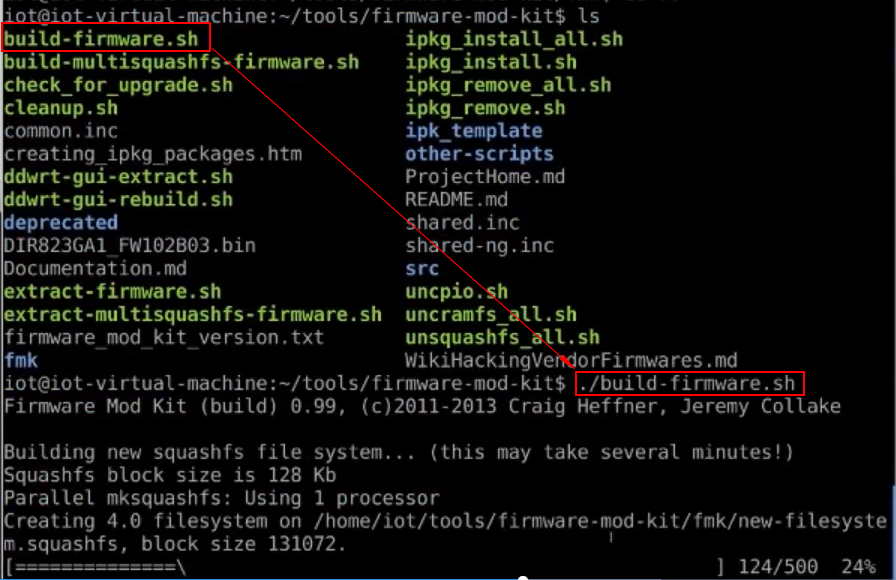 iot@iot-virtual-machine:~/tools/firmware-mod-kit$ ls
build-firmware.sh ipkg_install_all.sh
build-multisquashfs-firmware.sh ipkg_install.sh
check_for_upgrade.sh ipkg_remove_all.sh
cleanup.sh ipkg_remove.sh
common.inc ipk_template
creating_ipkg_packages.htm other-scripts
ddwrt-gui-extract.sh ProjectHome.md
ddwrt-gui-rebuild.sh README.md
deprecated shared.inc
DIR823GA1_FW102B03.bin shared-ng.inc
Documentation.md src
extract-firmware.sh uncpio.sh
extract-multisquashfs-firmware.sh uncramfs_all.sh
firmware_mod_kit_version.txt unsquashfs_all.sh
fmk WikiHackingVendorFirmwares.md
iot@iot-virtual-machine:~/tools/firmware-mod-kit$ ./build-firmware.sh
Firmware Mod Kit (build) 0.99, (c)2011-2013 Craig Heffner, Jeremy Collake
Building new squashfs file system... (this may take several minutes!)
Squashfs block size is 128 Kb
Parallel mksquashfs: Using 1 processor
Creating 4.0 filesystem on /home/iot/tools/firmware-mod-kit/fmk/new-filesyste
m.squashfs, block size 131072.
[==============\ ] 124/500 24%